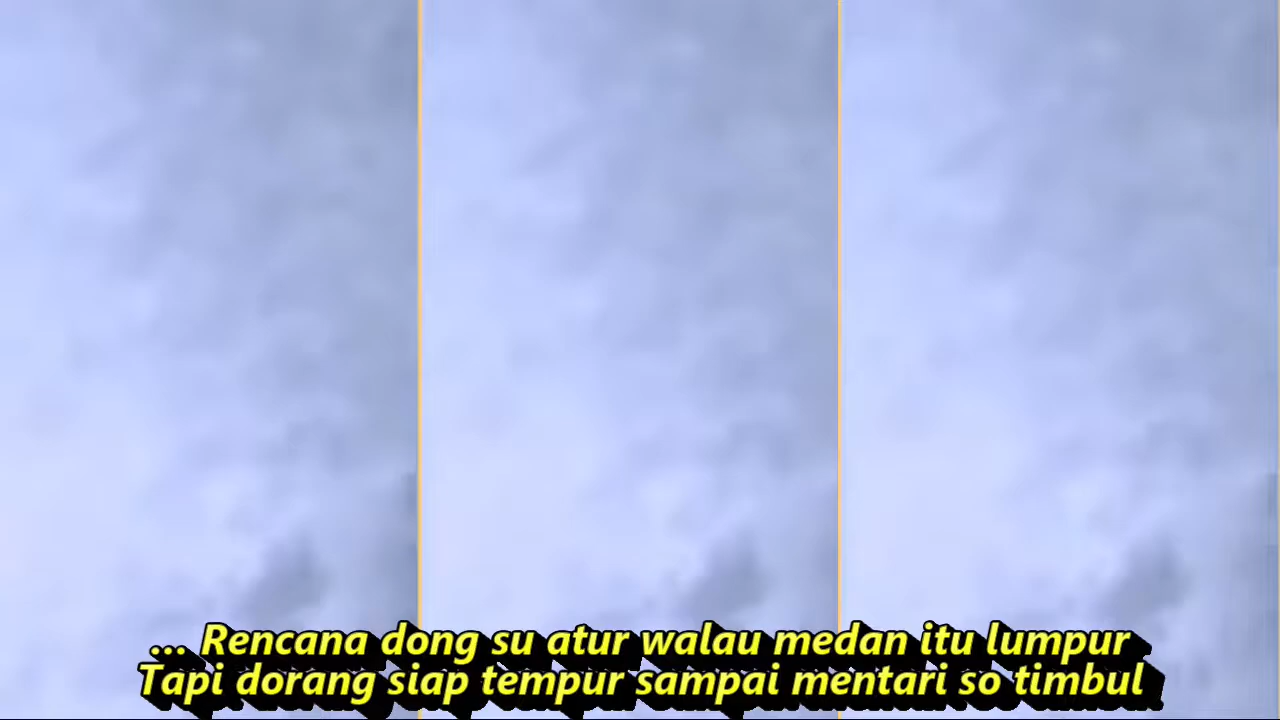 ... Rencana dong su atur walau medan itu lumpur
Tapi dorang siap tempur sampai mentari so timbul